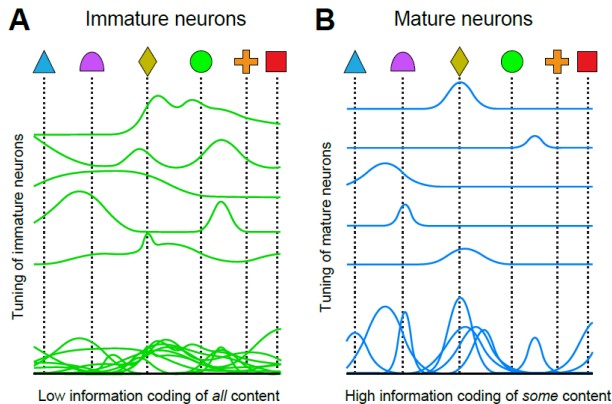 A
Immature neurons
Tuning of immature neurons
Low information coding of all content
B
Mature neurons
Tuning of mature neurons
High information coding of some content